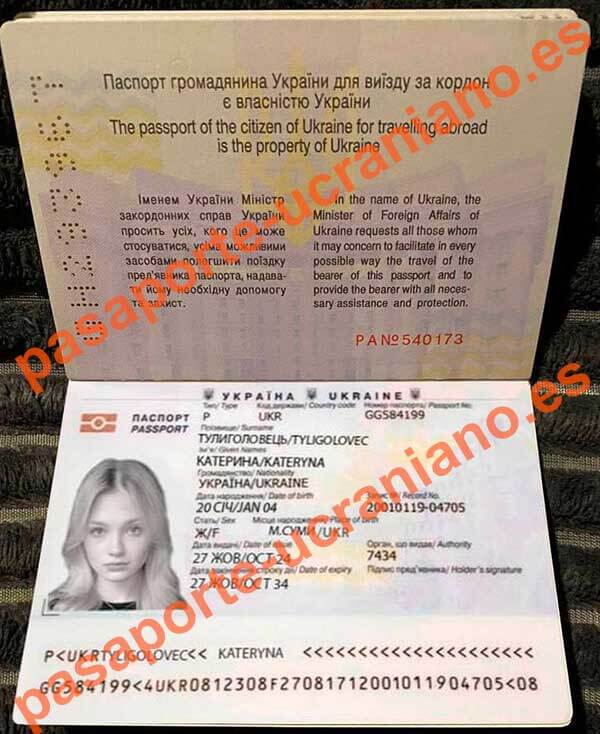 Паспорт громадянина України для виїзду за кордон
є власністю України
The passport of the citizen of Ukraine for travelling abroad
is the property of Ukraine
Іменем України Міністр
закордонних справ України
просить усіх, кого це може
стосуватися, усіма можливими
засобами полегшити поїздку
пред'явника паспорта, надава-
ти йому необхідну допомогу
та захист.
In the name of Ukraine, the
Minister of Foreign Affairs of
Ukraine requests all those whom
it may concern to facilitate in every
possible way the travel of the
bearer of this passport and to
provide the bearer with all neces-
sary assistance and protection.
PA№540173
pasaporte-ucraniano.es
УКРАЇНА UKRAINE
ПАСПОРТ
PASSPORT
Тип/ Type Код держави/ Country code Номер паспорта/ Passport No.
P UKR GG584199
Прізвище/ Surname
ТУЛИГОЛОВЕЦЬ/TYLIGOLOVEC
Ім'я/ Given Names
КАТЕРИНА/KATERYNA
Громадянство/ Nationality
УКРАЇНА/UKRAINE
Дата народження/ Date of birth Запис №/ Record No.
20 СІЧ/JAN 04 20010119-04705
Стать/ Sex Місце народження/ Place of birth
Ж/F М.СУМИ/UKR
Дата видачі/ Date of issue Орган, що видав/ Authority
27 ЖОВ/OCT 24 7434
Дата закінчення строку дії/ Date of expiry Підпис пред'явника/ Holder's signature
27 ЖОВ/OCT 34
P<UKRTYLIGOLOVEC<< KATERYNA <<<<<<<<<<<<<<<<<<<<<
GG584199<4UKR0812308F2708171200101190​4705<08
pasaporte-ucraniano.es